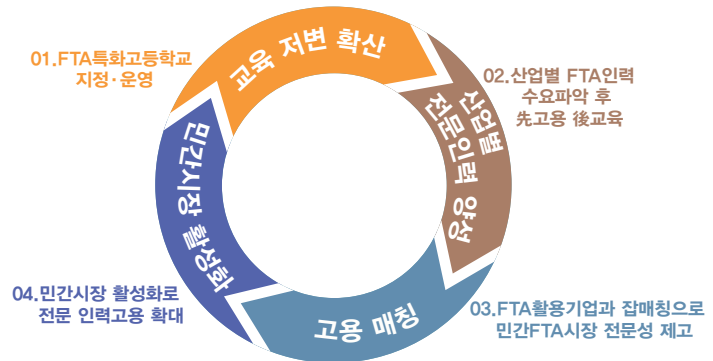 교육 저변 확산
01.FTA특화고등학교
지정·운영
산업별
전문인력 양성
02.산업별 FTA인력
수요파악 후
先고용 後교육
고용 매칭
03.FTA활용기업과 잡매칭으로
민간FTA시장 전문성 제고
민간시장 활성화
04.민간시장 활성화로
전문 인력고용 확대